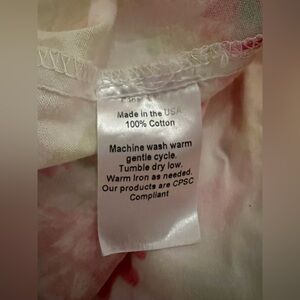 Made in the USA
100% Cotton
Machine wash warm
gentle cycle.
Tumble dry low.
Warm Iron as needed.
Our products are CPSC
Compliant